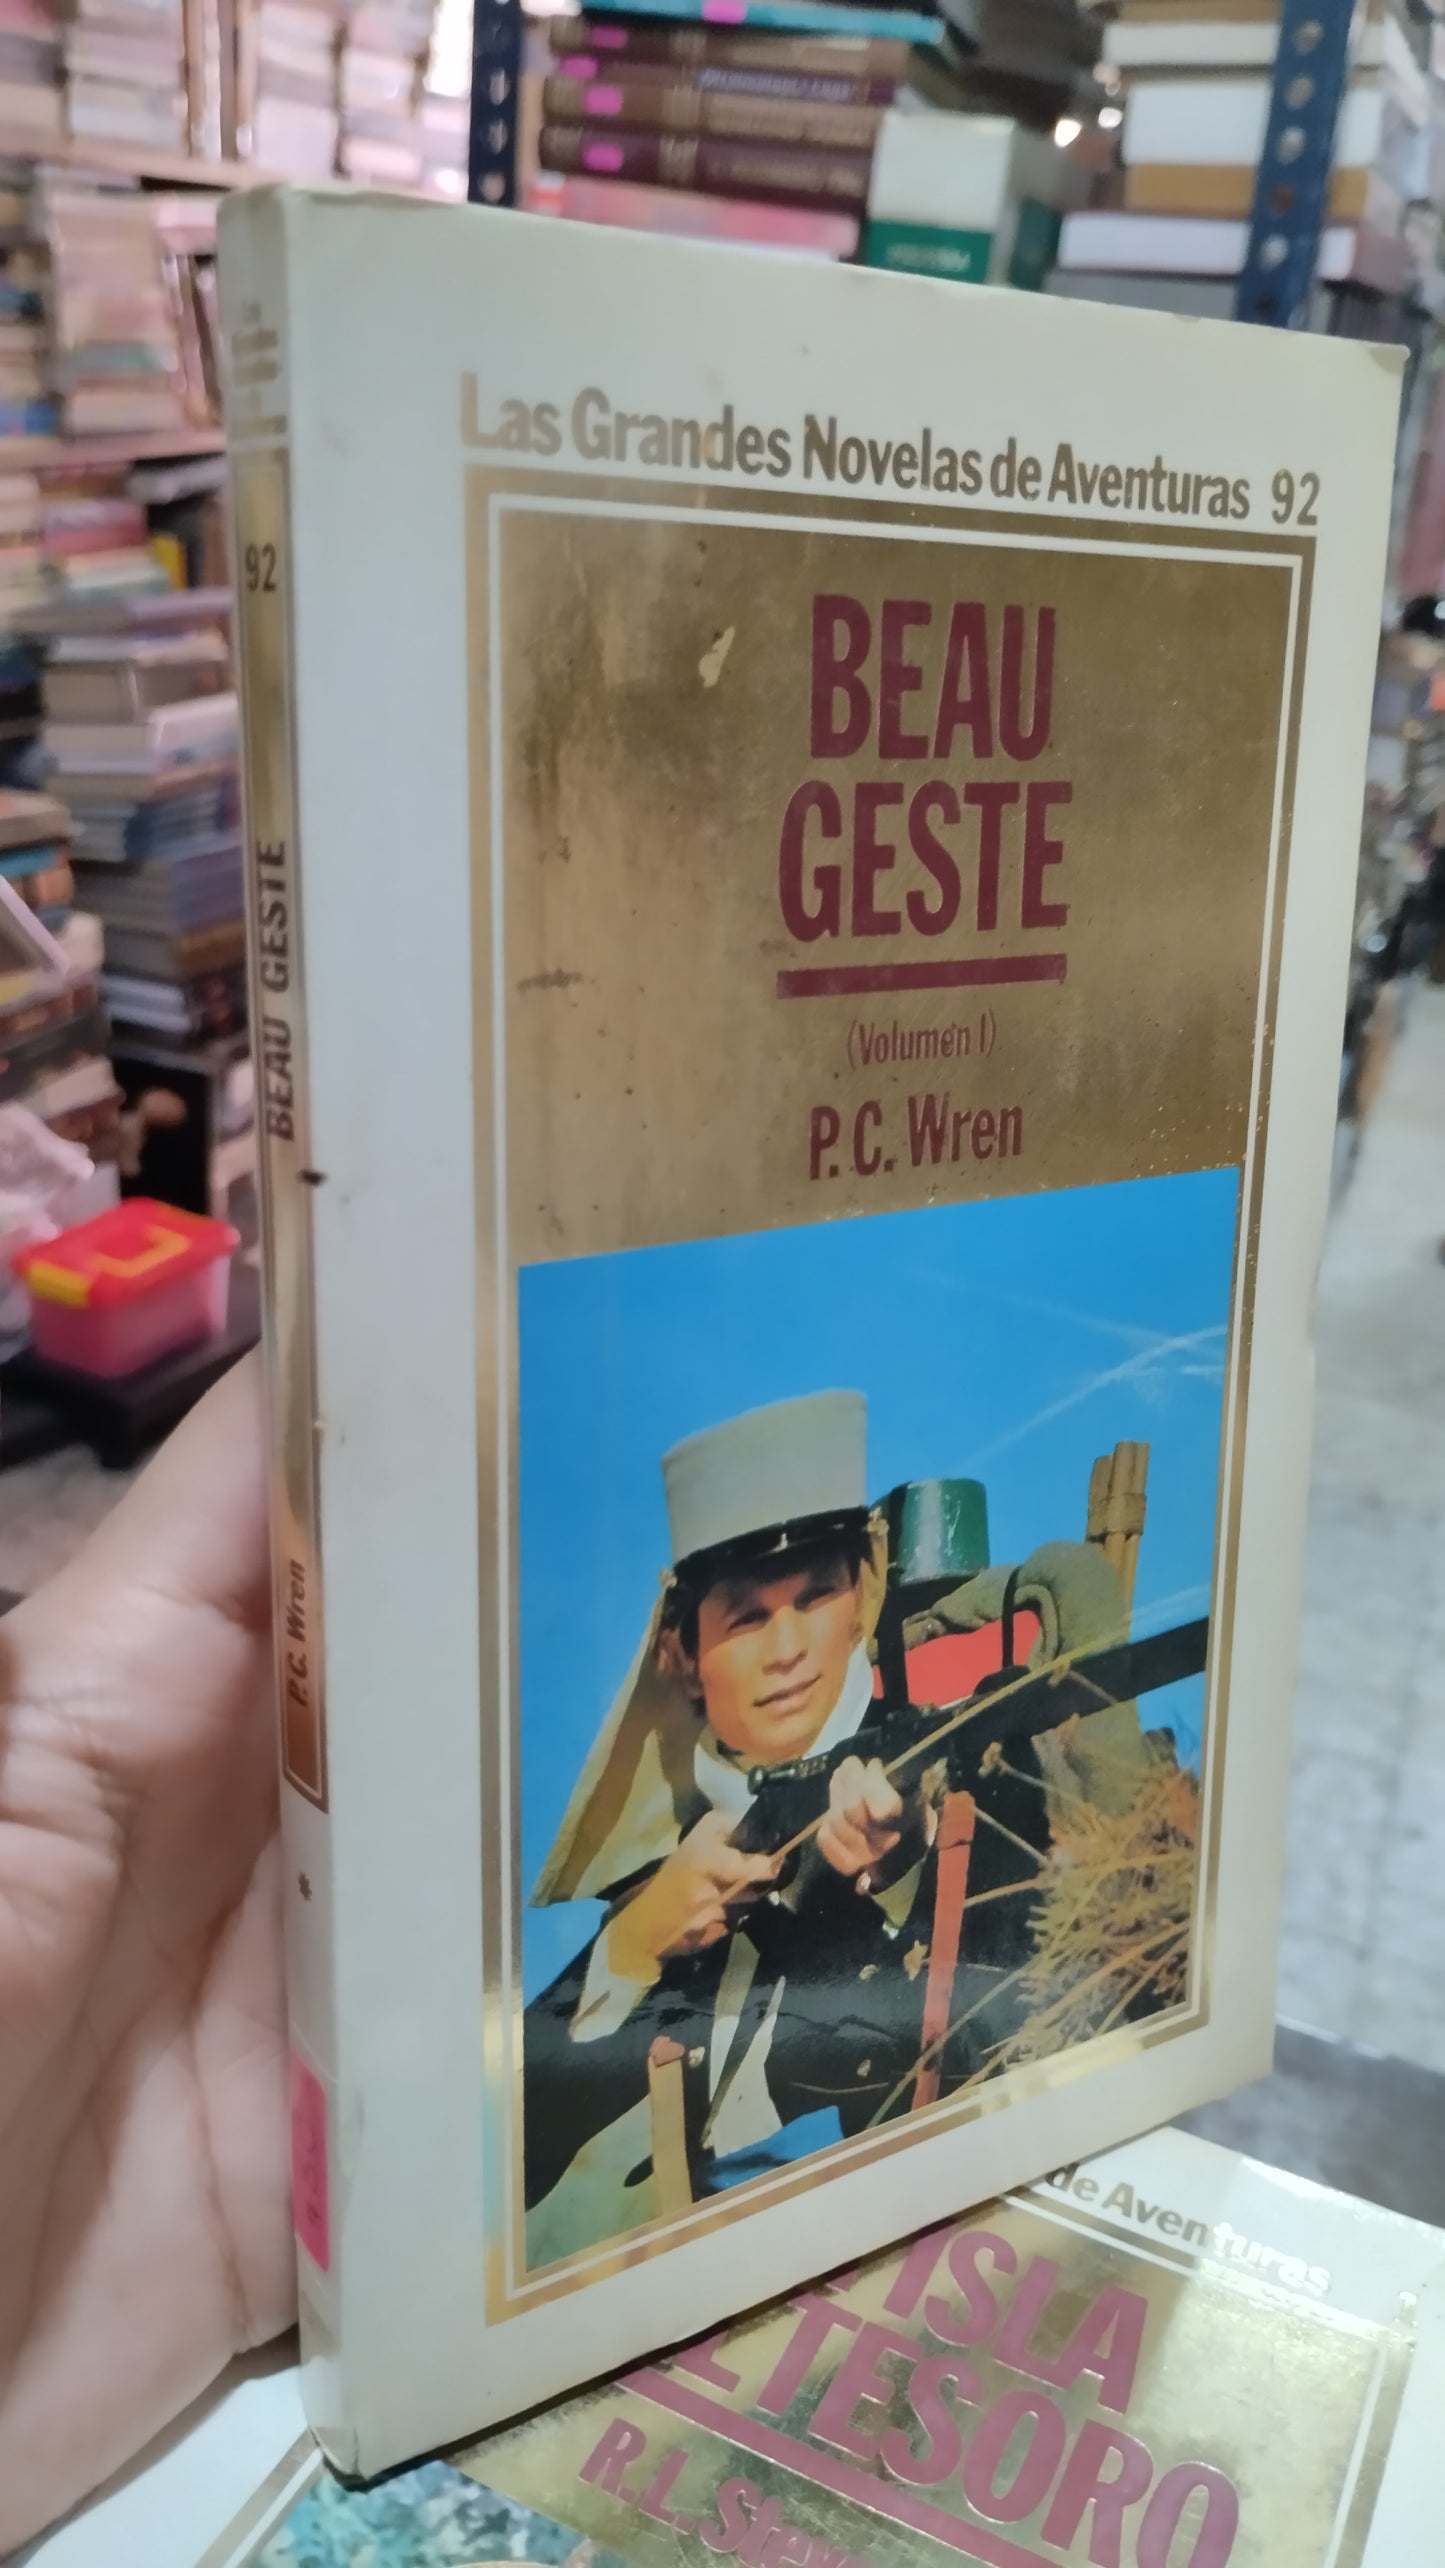 Las Grandes Novelas de Aventuras 92
BEAU
GESTE
(Volumen I)
P.C. Wren
92
BEAU GESTE
P.C. Wren
*
de Aventuras
ISLA
TESORO
R.L.